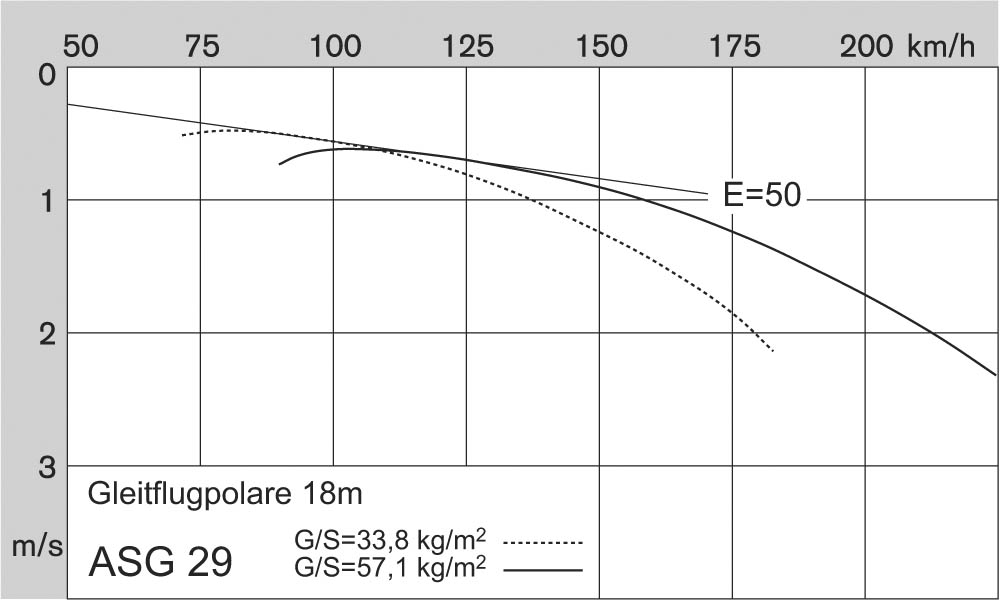 50 75 100 125 150 175 200 km/h
0
1
E=50
2
3
Gleitflugpolare 18m
m/s
ASG 29
G/S=33,8 kg/m²
G/S=57,1 kg/m²